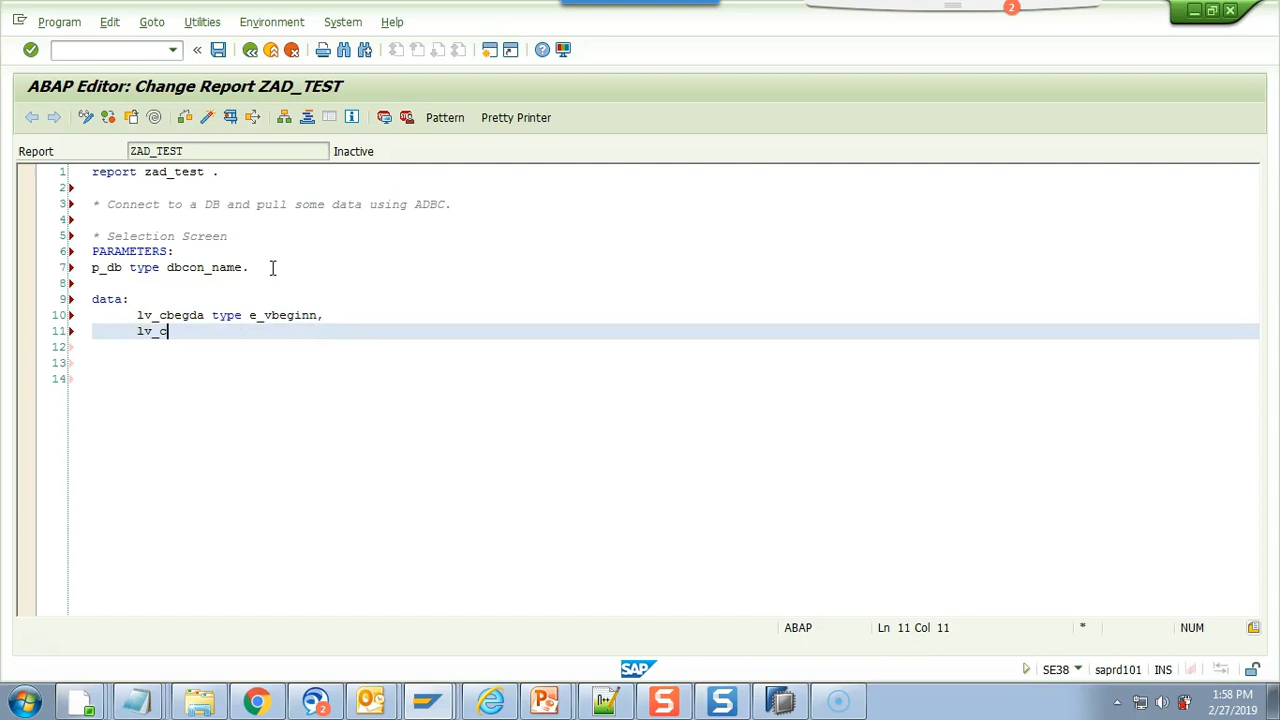 2
Program Edit Goto Utilities Environment System Help
ABAP Editor: Change Report ZAD_TEST
Pattern Pretty Printer
Report ZAD_TEST Inactive
1 report zad_test .
2
3 * Connect to a DB and pull some data using ADBC.
4
5 * Selection Screen
6 PARAMETERS:
7 p_db type dbcon_name.
8
9 data:
10 lv_cbegda type e_vbeginn,
11 lv_c
12
13
14
ABAP Ln 11 Col 11 * NUM
SAP SE38 saprd101 INS
1:58 PM
2/27/2019
2